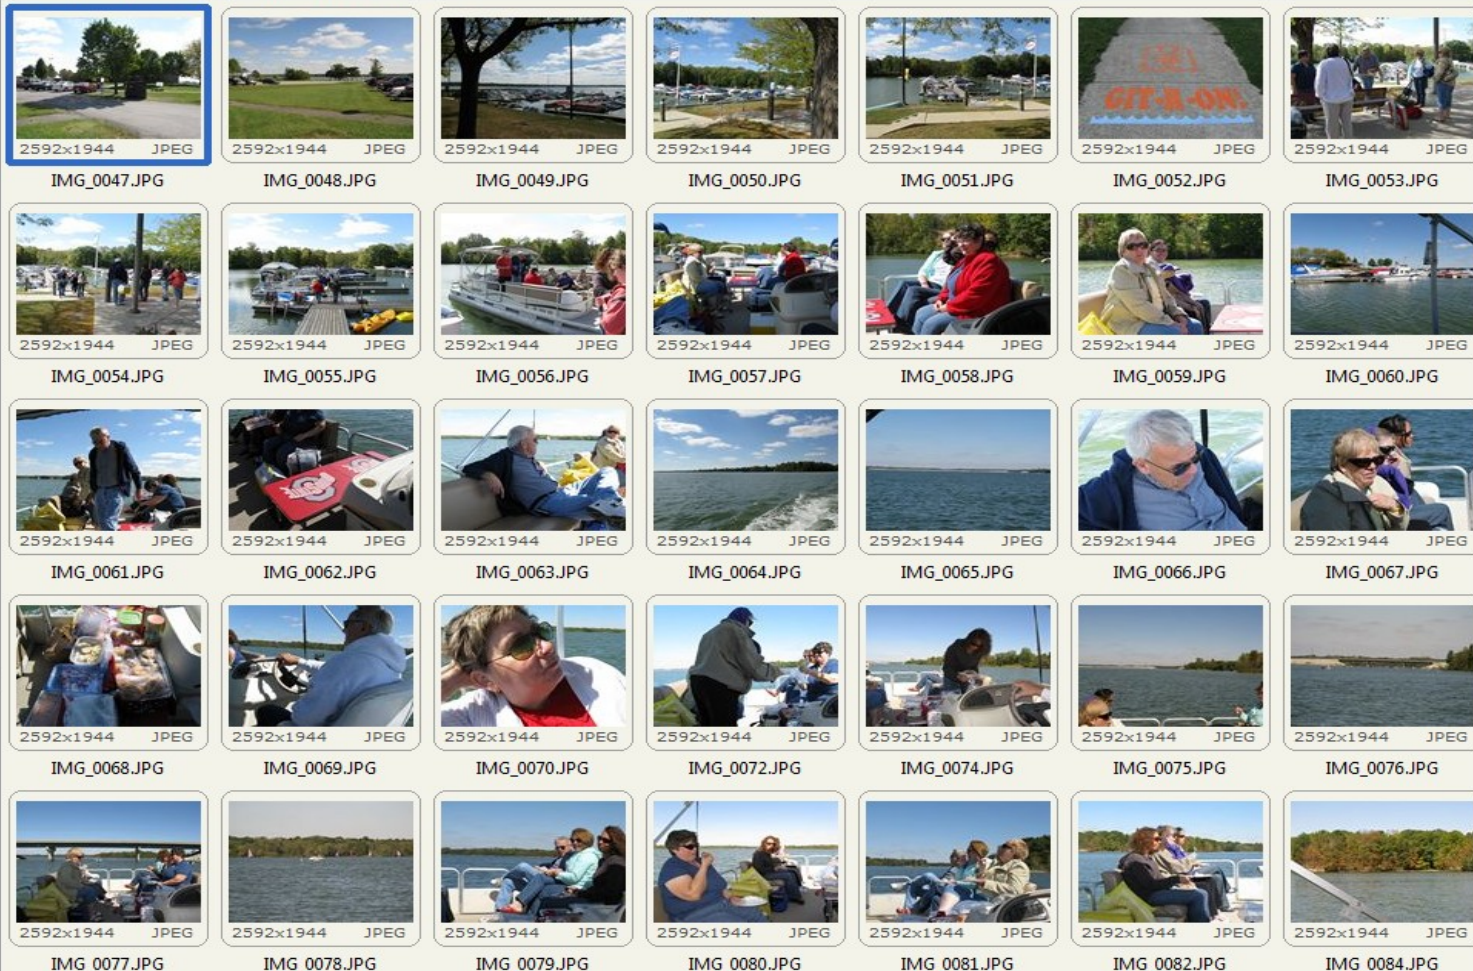 GIT-R-ON!
2592x1944 JPEG 2592x1944 JPEG 2592x1944 JPEG 2592x1944 JPEG 2592x1944 JPEG 2592x1944 JPEG 2592x1944 JPEG
IMG_0047.JPG IMG_0048.JPG IMG_0049.JPG IMG_0050.JPG IMG_0051.JPG IMG_0052.JPG IMG_0053.JPG
2592x1944 JPEG 2592x1944 JPEG 2592x1944 JPEG 2592x1944 JPEG 2592x1944 JPEG 2592x1944 JPEG 2592x1944 JPEG
IMG_0054.JPG IMG_0055.JPG IMG_0056.JPG IMG_0057.JPG IMG_0058.JPG IMG_0059.JPG IMG_0060.JPG
2592x1944 JPEG 2592x1944 JPEG 2592x1944 JPEG 2592x1944 JPEG 2592x1944 JPEG 2592x1944 JPEG 2592x1944 JPEG
IMG_0061.JPG IMG_0062.JPG IMG_0063.JPG IMG_0064.JPG IMG_0065.JPG IMG_0066.JPG IMG_0067.JPG
2592x1944 JPEG 2592x1944 JPEG 2592x1944 JPEG 2592x1944 JPEG 2592x1944 JPEG 2592x1944 JPEG 2592x1944 JPEG
IMG_0068.JPG IMG_0069.JPG IMG_0070.JPG IMG_0072.JPG IMG_0074.JPG IMG_0075.JPG IMG_0076.JPG
2592x1944 JPEG 2592x1944 JPEG 2592x1944 JPEG 2592x1944 JPEG 2592x1944 JPEG 2592x1944 JPEG 2592x1944 JPEG
IMG_0077.JPG IMG_0078.JPG IMG_0079.JPG IMG_0080.JPG IMG_0081.JPG IMG_0082.JPG IMG_0084.JPG